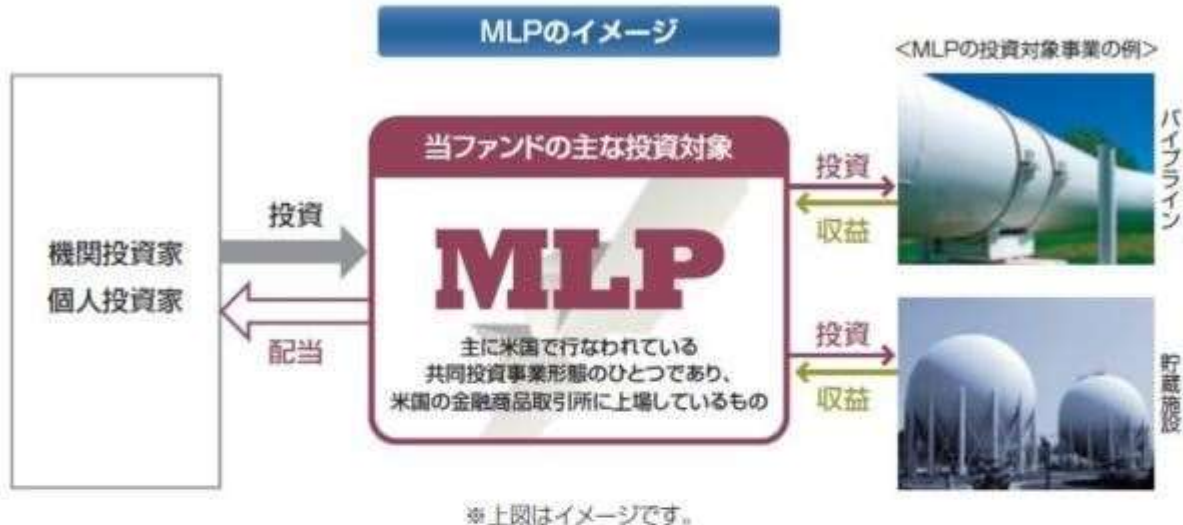 MLPのイメージ
<MLPの投資対象事業の例>
機関投資家
個人投資家
投資
配当
当ファンドの主な投資対象
MLP
主に米国で行なわれている
共同投資事業形態のひとつであり、
米国の金融商品取引所に上場しているもの
投資
収益
パイプライン
投資
収益
貯蔵施設
※上図はイメージです。